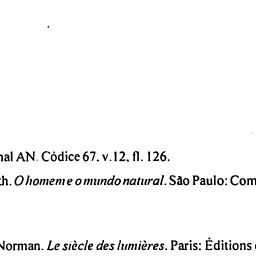 nal AN. Códice 67, v.12, fl. 126.
th. O homem e o mundo natural. São Paulo: Com
Norman. Le siècle des lumières. Paris: Éditions